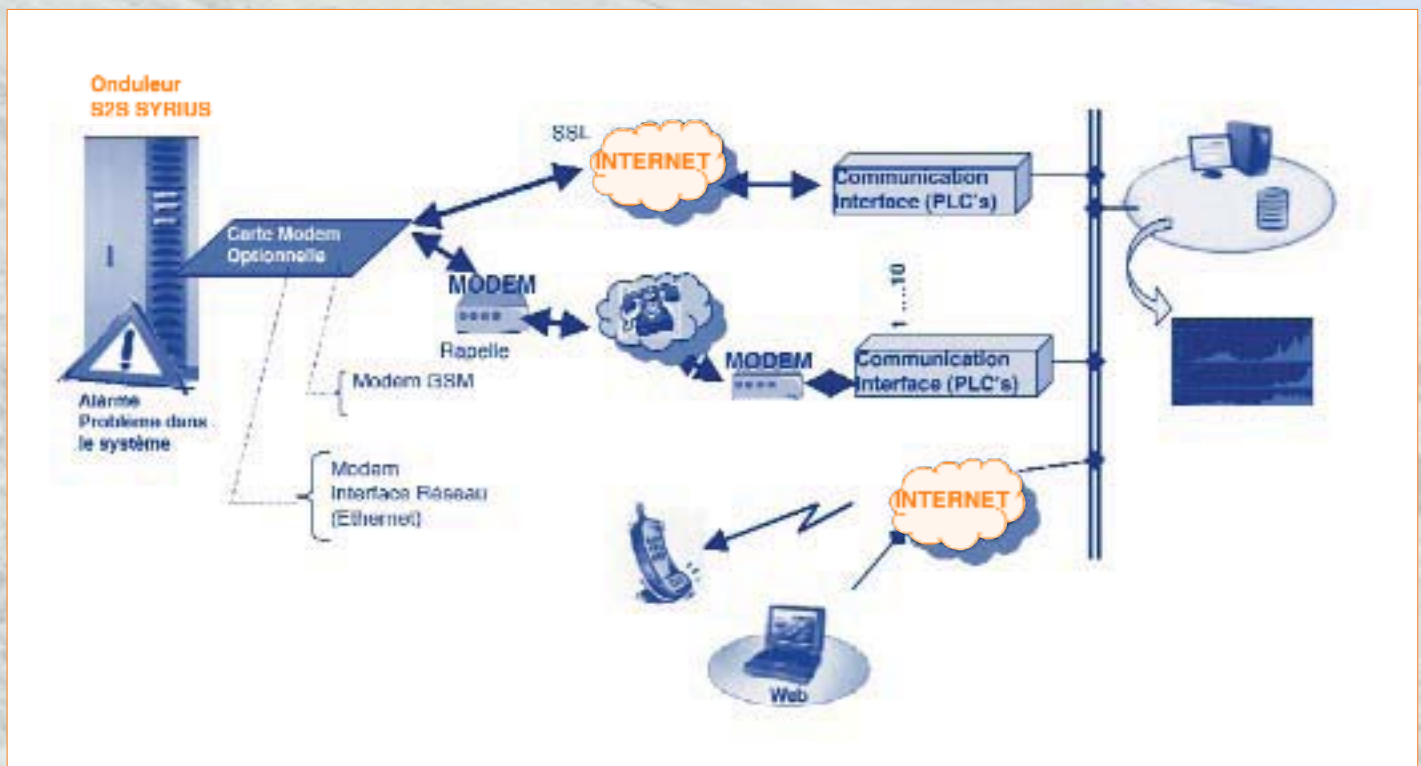 Onduleur
S2S SYRIUS
SSL
INTERNET
Communication
Interface (PLC's)
Carte Modem
Optionnelle
MODEM
Rapelle
1 ....10
MODEM
Communication
Interface (PLC's)
Modem GSM
Alarme
Problème dans
le système
Modem
Interface Réseau
(Ethernet)
INTERNET
Web